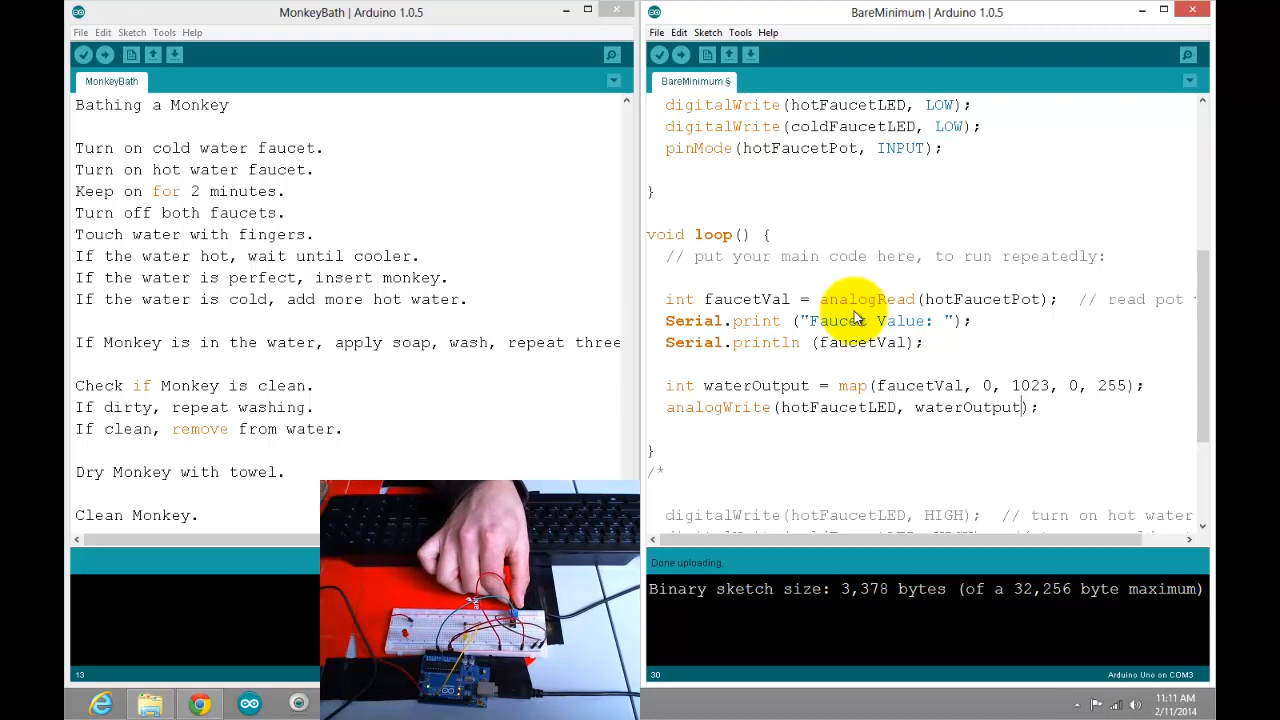 MonkeyBath | Arduino 1.0.5
File Edit Sketch Tools Help
MonkeyBath
Bathing a Monkey
Turn on cold water faucet.
Turn on hot water faucet.
Keep on for 2 minutes.
Turn off both faucets.
Touch water with fingers.
If the water hot, wait until cooler.
If the water is perfect, insert monkey.
If the water is cold, add more hot water.
If Monkey is in the water, apply soap, wash, repeat three
Check if Monkey is clean.
If dirty, repeat washing.
If clean, remove from water.
Dry Monkey with towel.
Clean Monkey.
13
BareMinimum | Arduino 1.0.5
File Edit Sketch Tools Help
BareMinimum §
digitalWrite(hotFaucetLED, LOW);
digitalWrite(coldFaucetLED, LOW);
pinMode(hotFaucetPot, INPUT);
}
void loop() {
// put your main code here, to run repeatedly:
int faucetVal = analogRead(hotFaucetPot); // read pot
Serial.print ("Faucet Value: ");
Serial.println (faucetVal);
int waterOutput = map(faucetVal, 0, 1023, 0, 255);
analogWrite(hotFaucetLED, waterOutput);
}
/*
digitalWrite(hotFaucetLED, HIGH); // turn on hot water
Done uploading.
Binary sketch size: 3,378 bytes (of a 32,256 byte maximum)
30
Arduino Uno on COM3
11:11 AM
2/11/2014